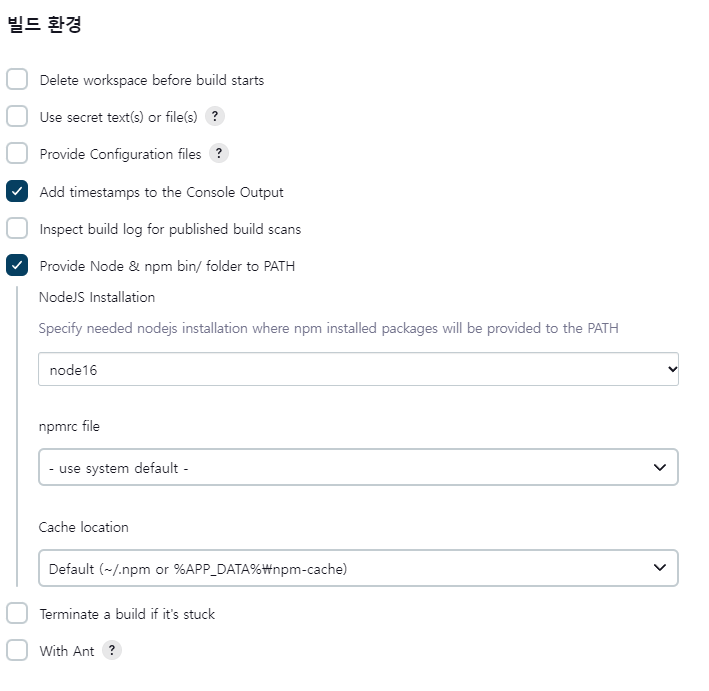 빌드 환경
Delete workspace before build starts
Use secret text(s) or file(s) ?
Provide Configuration files ?
Add timestamps to the Console Output
Inspect build log for published build scans
Provide Node & npm bin/ folder to PATH
NodeJS Installation
Specify needed nodejs installation where npm installed packages will be provided to the PATH
node16
npmrc file
- use system default -
Cache location
Default (~/.npm or %APP_DATA%₩npm-cache)
Terminate a build if it's stuck
With Ant ?